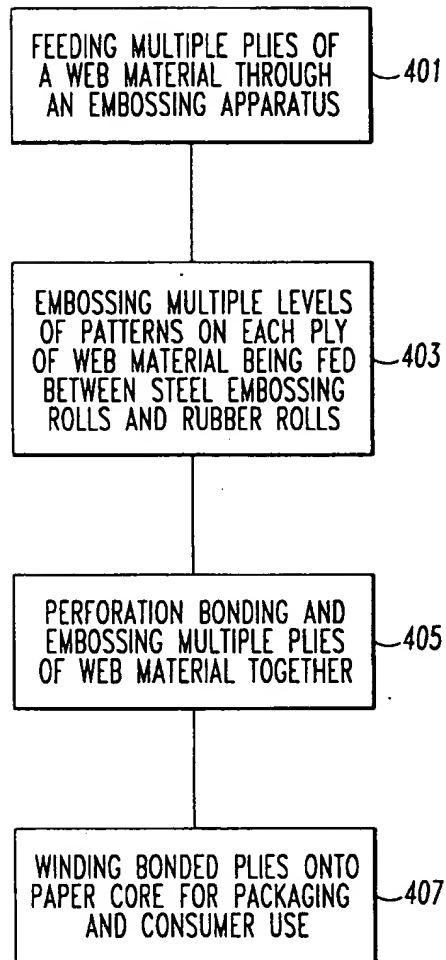 FEEDING MULTIPLE PLIES OF
A WEB MATERIAL THROUGH
AN EMBOSSING APPARATUS
401
EMBOSSING MULTIPLE LEVELS
OF PATTERNS ON EACH PLY
OF WEB MATERIAL BEING FED
BETWEEN STEEL EMBOSSING
ROLLS AND RUBBER ROLLS
403
PERFORATION BONDING AND
EMBOSSING MULTIPLE PLIES
OF WEB MATERIAL TOGETHER
405
WINDING BONDED PLIES ONTO
PAPER CORE FOR PACKAGING
AND CONSUMER USE
407